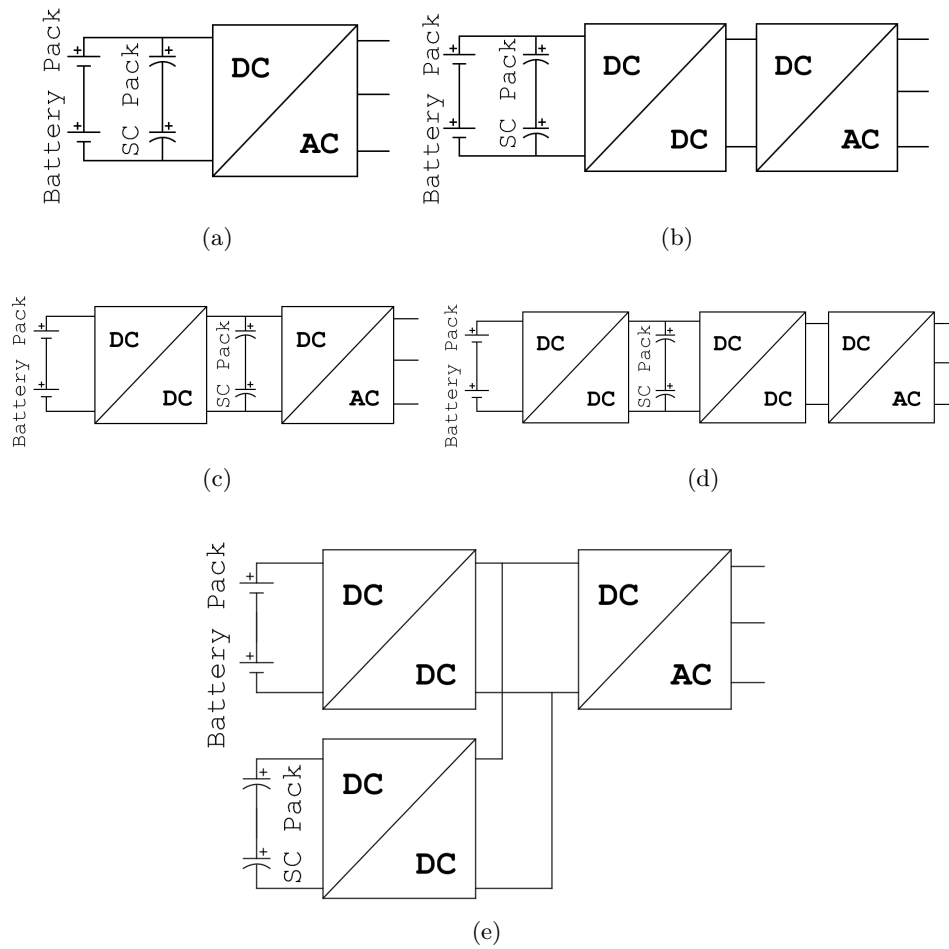 Battery Pack
+
+
SC Pack
+
+
DC
AC
(a)
Battery Pack
+
+
SC Pack
+
+
DC
DC
DC
AC
(b)
Battery Pack
+
+
DC
DC
SC Pack
+
+
DC
AC
(c)
Battery Pack
+
+
DC
DC
SC Pack
+
+
DC
DC
DC
AC
(d)
Battery Pack
+
+
DC
DC
DC
AC
SC Pack
+
+
DC
DC
(e)